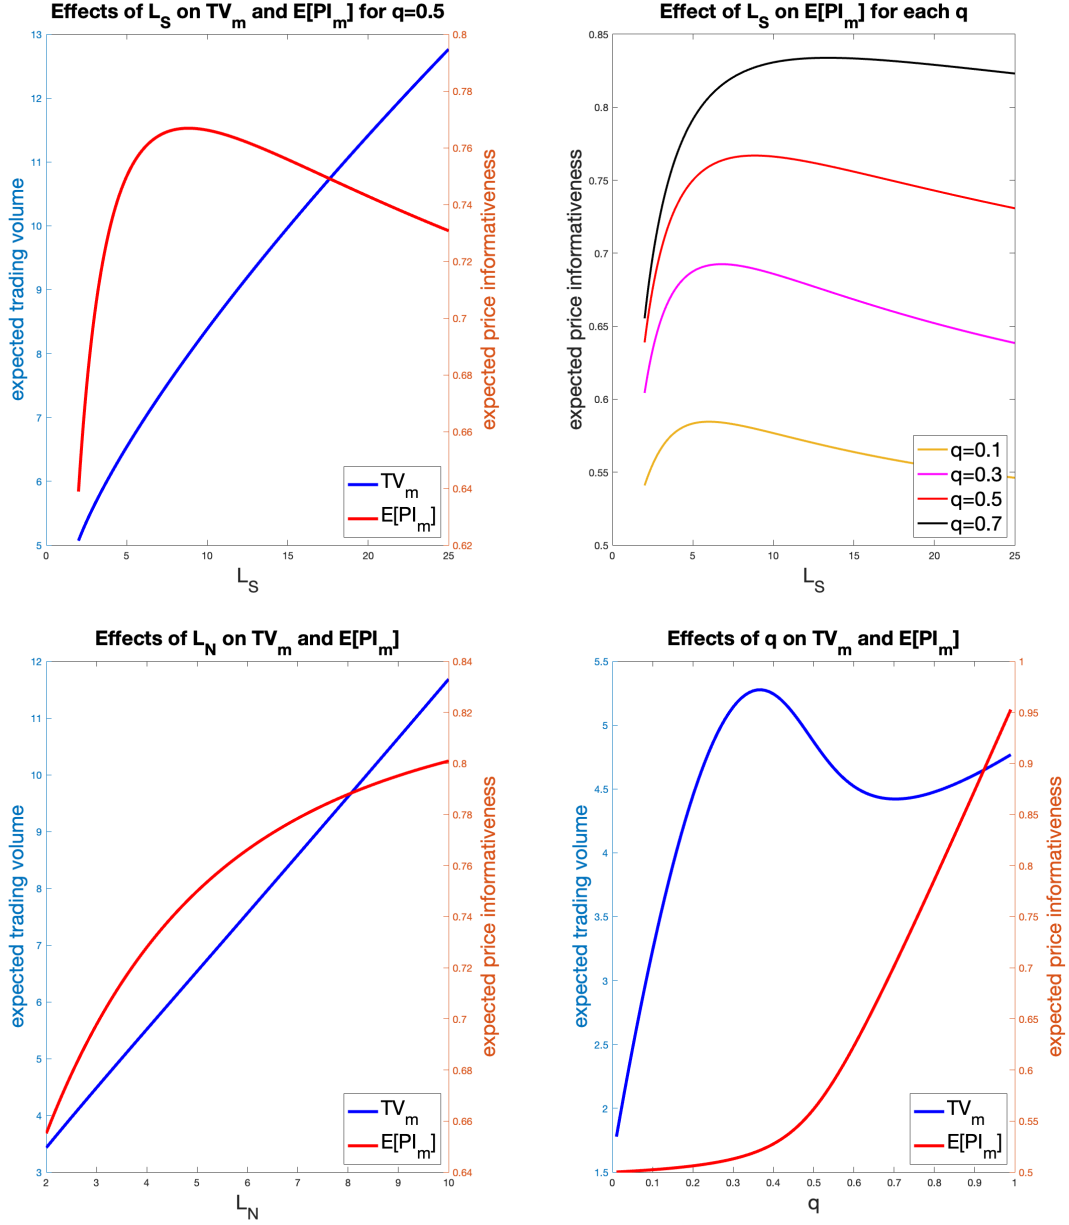 Effects of L_S on TV_m and E[PI_m] for q=0.5
expected trading volume
13
12
11
10
9
8
7
6
5
0.8
0.78
0.76
0.74
0.72
0.7
0.68
0.66
0.64
0.62
expected price informativeness
TV_m
E[PI_m]
0 5 10 15 20 25
L_S
Effect of L_S on E[PI_m] for each q
expected price informativeness
0.85
0.8
0.75
0.7
0.65
0.6
0.55
0.5
q=0.1
q=0.3
q=0.5
q=0.7
0 5 10 15 20 25
L_S
Effects of L_N on TV_m and E[PI_m]
expected trading volume
12
11
10
9
8
7
6
5
4
3
0.84
0.82
0.8
0.78
0.76
0.74
0.72
0.7
0.68
0.66
0.64
expected price informativeness
TV_m
E[PI_m]
2 3 4 5 6 7 8 9 10
L_N
Effects of q on TV_m and E[PI_m]
expected trading volume
5.5
5
4.5
4
3.5
3
2.5
2
1.5
1
0.95
0.9
0.85
0.8
0.75
0.7
0.65
0.6
0.55
0.5
expected price informativeness
TV_m
E[PI_m]
0 0.1 0.2 0.3 0.4 0.5 0.6 0.7 0.8 0.9 1
q